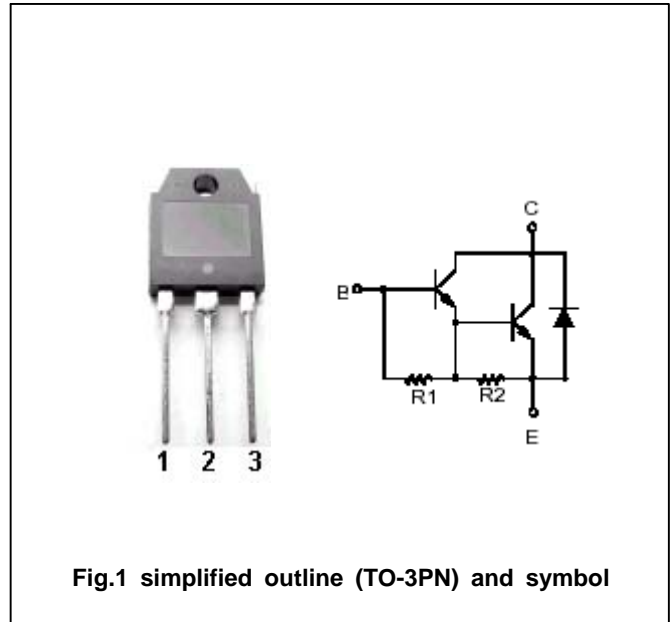 C
B
R1 R2
E
1 2 3
Fig.1 simplified outline (TO-3PN) and symbol